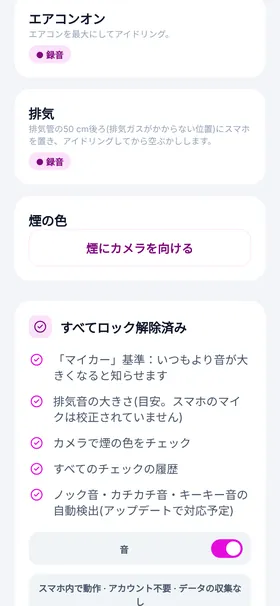 エアコンオン
エアコンを最大にしてアイドリング。
録音
排気
排気管の50 cm後ろ(排気ガスがかからない位置)にスマホ
を置き、アイドリングしてから空ぶかしします。
録音
煙の色
煙にカメラを向ける
すべてロック解除済み
「マイカー」基準：いつもより音が大
きくなると知らせます
排気音の大きさ(目安。スマホのマイ
クは校正されていません)
カメラで煙の色をチェック
すべてのチェックの履歴
ノック音・カチカチ音・キーキー音の
自動検出(アップデートで対応予定)
音
スマホ内で動作 · アカウント不要 · データの収集な
し